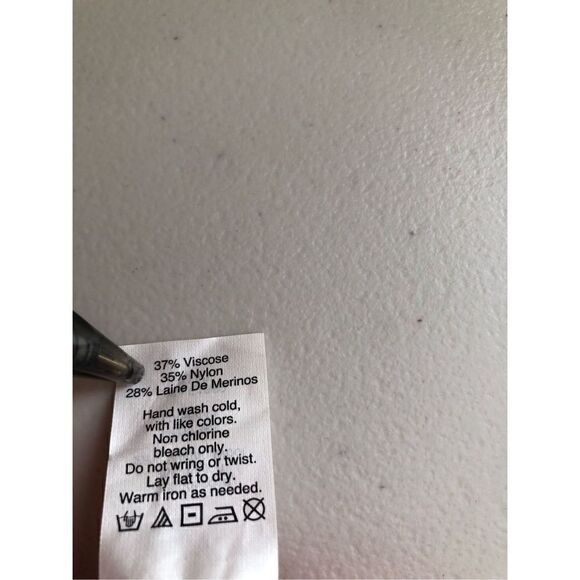 37% Viscose
35% Nylon
28% Laine De Merinos
Hand wash cold,
with like colors.
Non chlorine
bleach only.
Do not wring or twist.
Lay flat to dry.
Warm iron as needed.